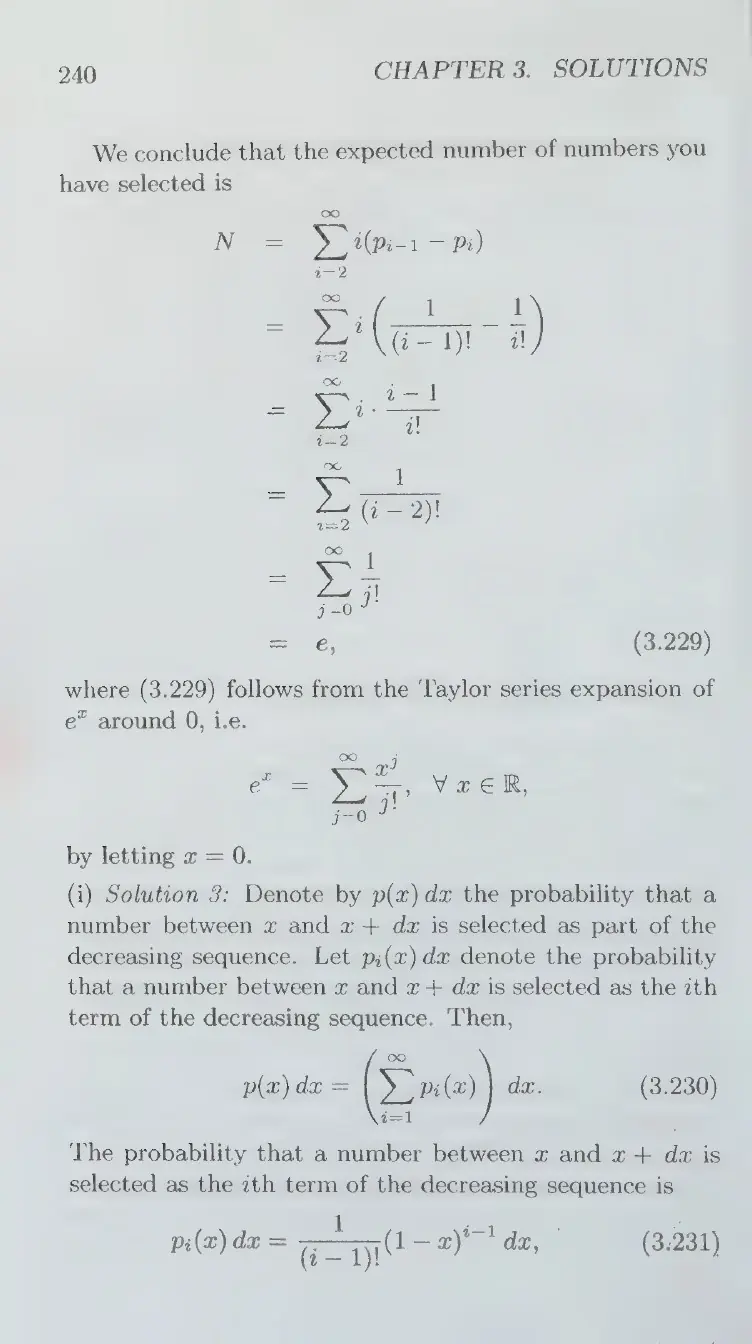 240 CHAPTER 3. SOLUTIONS
We conclude that the expected number of numbers you
have selected is
N = ∑_{i=2}^{∞} i(p_{i-1} − p_i)
= ∑_{i=2}^{∞} i ( 1/(i − 1)! − 1/i! )
= ∑_{i=2}^{∞} i · (i − 1)/i!
= ∑_{i=2}^{∞} 1/(i − 2)!
= ∑_{j=0}^{∞} 1/j!
= e, (3.229)
where (3.229) follows from the Taylor series expansion of
e^x around 0, i.e.
e^x = ∑_{j=0}^{∞} x^j/j!, ∀ x ∈ ℝ,
by letting x = 0.
(i) Solution 3: Denote by p(x) dx the probability that a
number between x and x + dx is selected as part of the
decreasing sequence. Let p_i(x) dx denote the probability
that a number between x and x + dx is selected as the ith
term of the decreasing sequence. Then,
p(x) dx = ( ∑_{i=1}^{∞} p_i(x) ) dx. (3.230)
The probability that a number between x and x + dx is
selected as the ith term of the decreasing sequence is
p_i(x) dx = 1/(i − 1)! (1 − x)^{i−1} dx, (3.231)